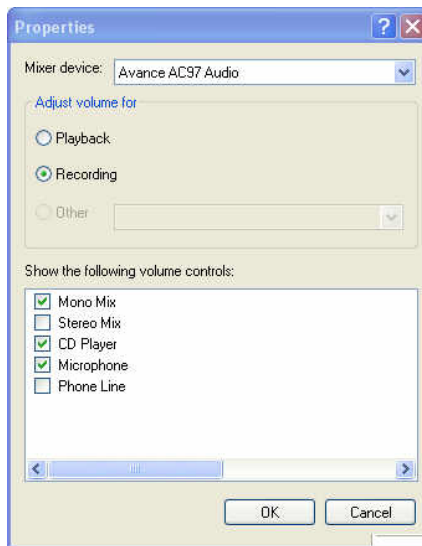 Properties
Mixer device: Avance AC97 Audio
Adjust volume for
Playback
Recording
Other
Show the following volume controls:
Mono Mix
Stereo Mix
CD Player
Microphone
Phone Line
OK Cancel